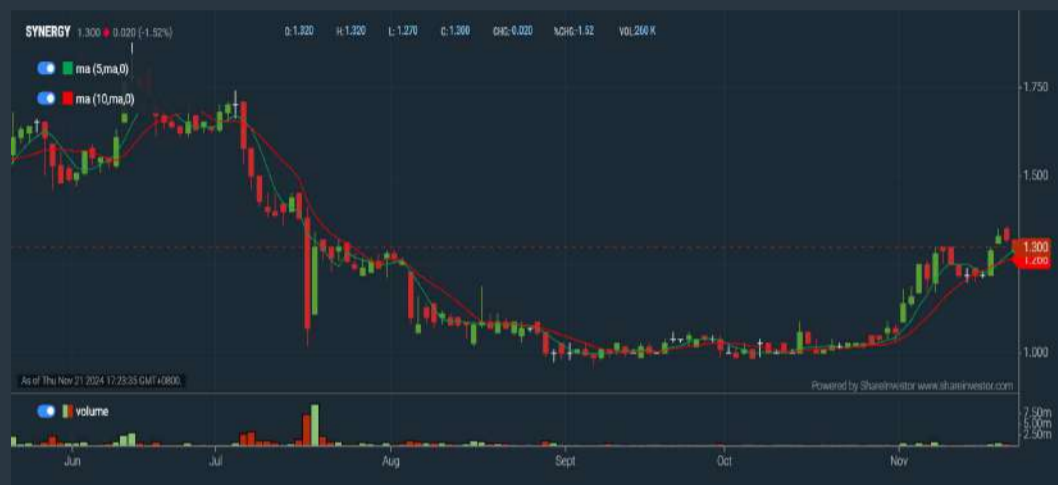 SYNERGY 1.300 0.020 (-1.52%) O: 1.320 H: 1.320 L: 1.270 C: 1.300 CHG:-0.020 %CHG:-1.52 VOL:260 K
ma (5,ma,0)
ma (10,ma,0)
1.750
1.500
1.300
1.000
As of Thu Nov 21 2024 17:23:35 GMT+0800.
Powered by ShareInvestor www.shareinvestor.com
volume
7.50m
5.00m
2.50m
Jun Jul Aug Sept Oct Nov